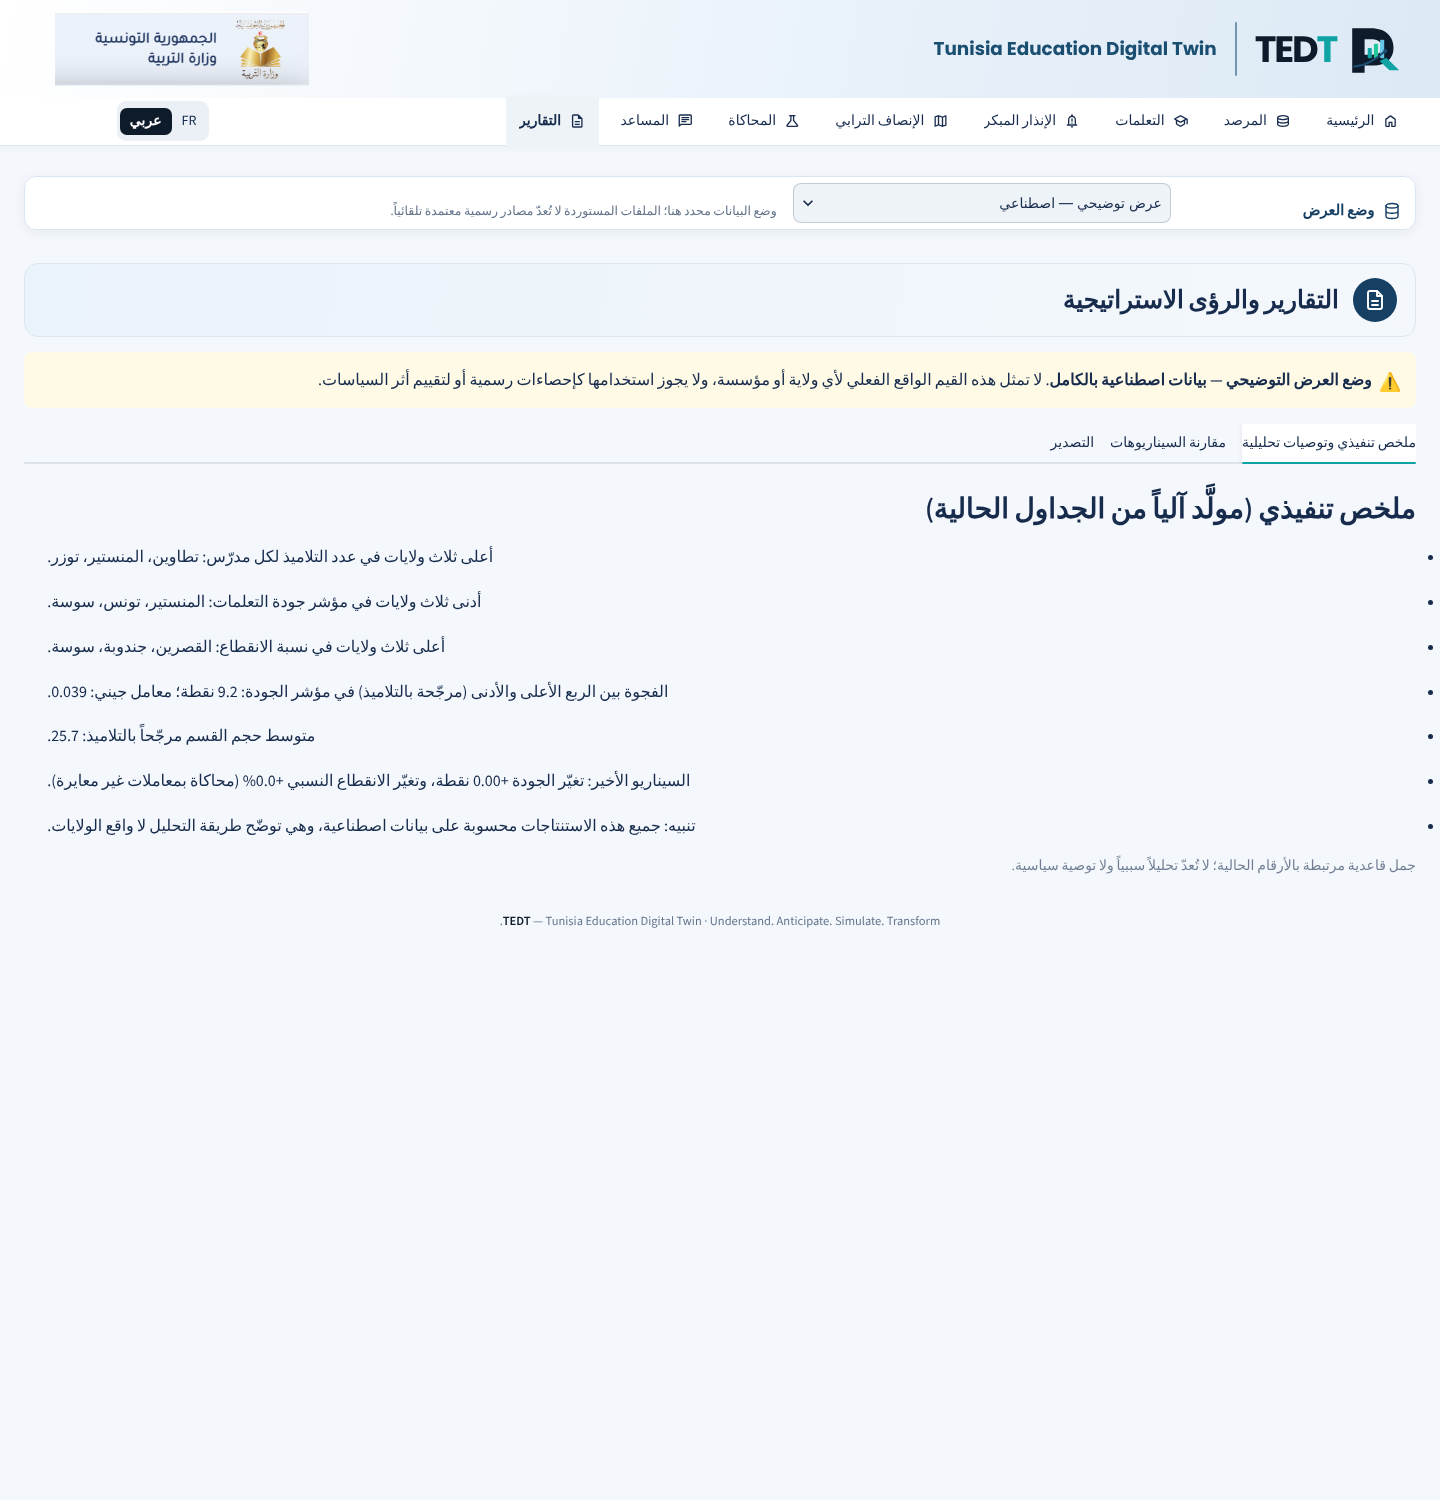 TEDT
Tunisia Education Digital Twin
الجمهورية التونسية
وزارة التربية
وزارة التربية
الرئيسية
المرصد
التعلمات
الإنذار المبكر
الإنصاف الترابي
المحاكاة
المساعد
التقارير
FR
عربي
وضع العرض
عرض توضيحي — اصطناعي
وضع البيانات محدد هنا؛ الملفات المستوردة لا تُعدّ مصادر رسمية معتمدة تلقائياً.
التقارير والرؤى الاستراتيجية
⚠️ وضع العرض التوضيحي — بيانات اصطناعية بالكامل. لا تمثل هذه القيم الواقع الفعلي لأي ولاية أو مؤسسة، ولا يجوز استخدامها كإحصاءات رسمية أو لتقييم أثر السياسات.
ملخص تنفيذي وتوصيات تحليلية
مقارنة السيناريوهات
التصدير
ملخص تنفيذي (مولَّد آلياً من الجداول الحالية)
• أعلى ثلاث ولايات في عدد التلاميذ لكل مدرّس: تطاوين، المنستير، توزر.
• أدنى ثلاث ولايات في مؤشر جودة التعلمات: المنستير، تونس، سوسة.
• أعلى ثلاث ولايات في نسبة الانقطاع: القصرين، جندوبة، سوسة.
• الفجوة بين الربع الأعلى والأدنى (مرجّحة بالتلاميذ) في مؤشر الجودة: 9.2 نقطة؛ معامل جيني: 0.039.
• متوسط حجم القسم مرجّحاً بالتلاميذ: 25.7.
• السيناريو الأخير: تغيّر الجودة +0.00 نقطة، وتغيّر الانقطاع النسبي +0.0% (محاكاة بمعاملات غير معايرة).
• تنبيه: جميع هذه الاستنتاجات محسوبة على بيانات اصطناعية، وهي توضّح طريقة التحليل لا واقع الولايات.
جمل قاعدية مرتبطة بالأرقام الحالية؛ لا تُعدّ تحليلاً سببياً ولا توصية سياسية.
TEDT — Tunisia Education Digital Twin · Understand. Anticipate. Simulate. Transform.